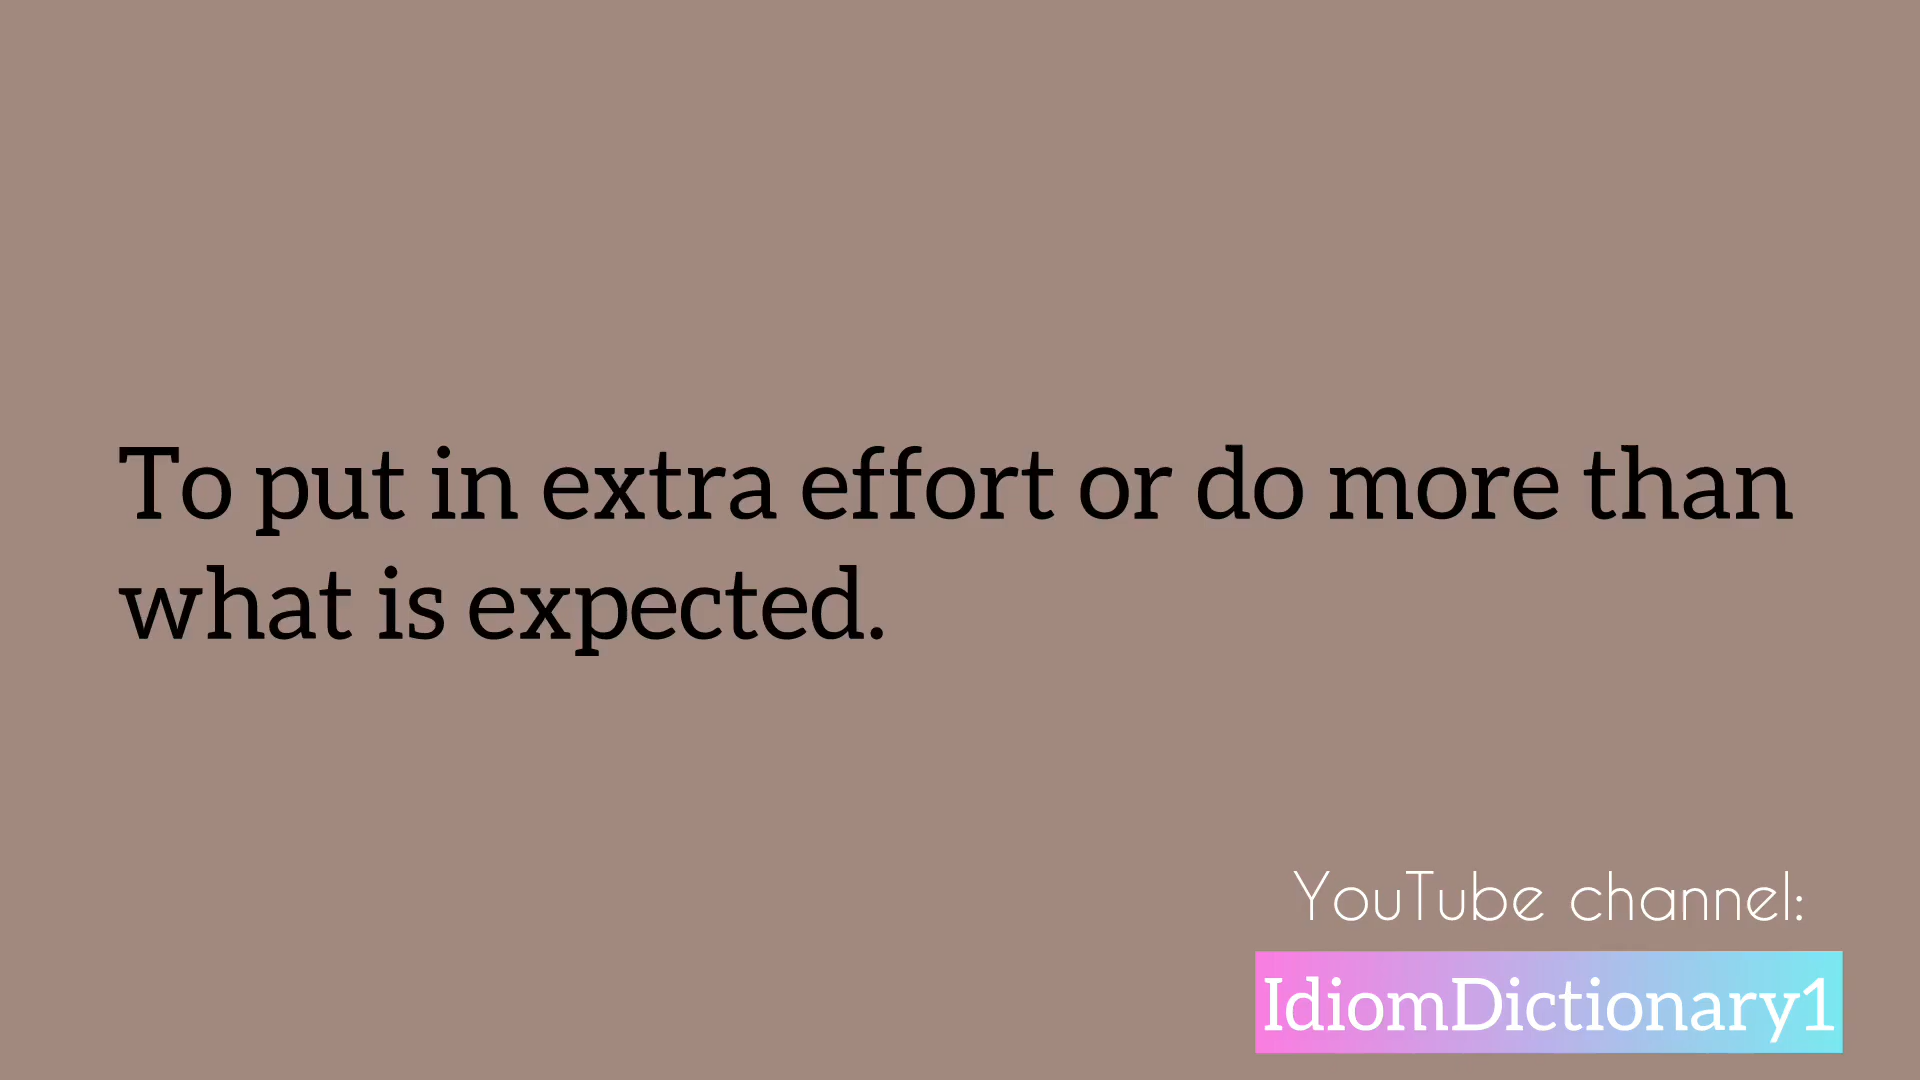 To put in extra effort or do more than
what is expected.
YouTube channel:
IdiomDictionary1